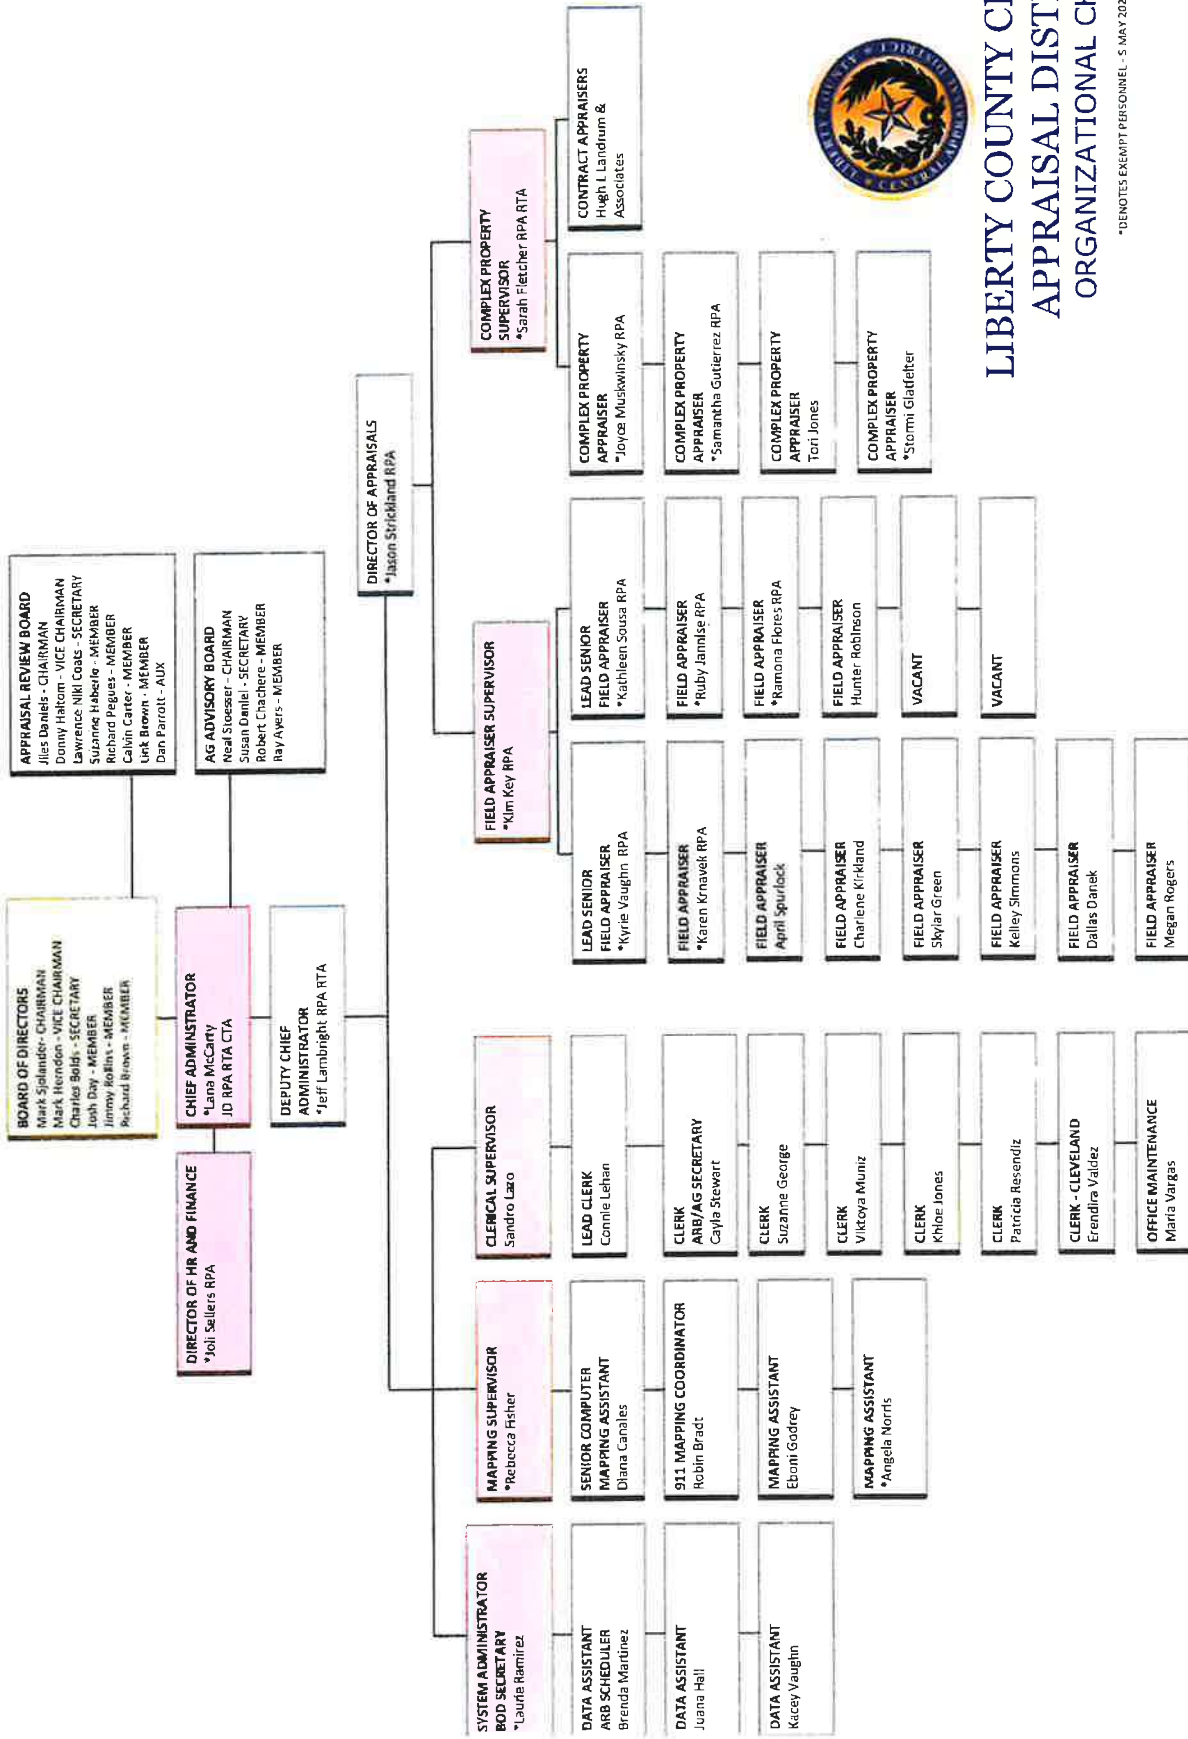 BOARD OF DIRECTORS
Mark Sjolander- CHAIRMAN
Mark Herndon - VICE CHAIRMAN
Charles Bolds - SECRETARY
Josh Day - MEMBER
Jimmy Rollins - MEMBER
Richard Brown - MEMBER
APPRAISAL REVIEW BOARD
Jiles Daniels - CHAIRMAN
Donny Haltom - VICE CHAIRMAN
Lawrence Niki Coats - SECRETARY
Suzanne Haberle - MEMBER
Richard Pegues - MEMBER
Calvin Carter - MEMBER
Link Brown - MEMBER
Dan Parrott - AUX
DIRECTOR OF HR AND FINANCE
*Joli Sellers RPA
CHIEF ADMINSTRATOR
*Lana McCarty
JD RPA RTA CTA
AG ADVISORY BOARD
Neal Stoesser - CHAIRMAN
Susan Daniel - SECRETARY
Robert Chachere - MEMBER
Ray Ayers - MEMBER
DEPUTY CHIEF
ADMINISTRATOR
*Jeff Lambright RPA RTA
DIRECTOR OF APPRAISALS
*Jason Strickland RPA
SYSTEM ADMINISTRATOR
BOD SECRETARY
*Laurie Ramirez
DATA ASSISTANT
ARB SCHEDULER
Brenda Martinez
DATA ASSISTANT
Juana Hall
DATA ASSISTANT
Kacey Vaughn
MAPPING SUPERVISOR
*Rebecca Fisher
SENIOR COMPUTER
MAPPING ASSISTANT
Diana Canales
911 MAPPING COORDINATOR
Robin Bradt
MAPPING ASSISTANT
Eboni Godrey
MAPPING ASSISTANT
*Angela Norris
CLERICAL SUPERVISOR
Sandro Lazo
LEAD CLERK
Connie Lehan
CLERK
ARB/AG SECRETARY
Cayla Stewart
CLERK
Suzanne George
CLERK
Viktoya Muniz
CLERK
Khloe Jones
CLERK
Patricia Resendiz
CLERK - CLEVELAND
Erendira Valdez
OFFICE MAINTENANCE
Maria Vargas
FIELD APPRAISER SUPERVISOR
*Kim Key RPA
LEAD SENIOR
FIELD APPRAISER
*Kyrie Vaughn RPA
FIELD APPRAISER
*Karen Krnavek RPA
FIELD APPRAISER
April Spurlock
FIELD APPRAISER
Charlene Kirkland
FIELD APPRAISER
Skylar Green
FIELD APPRAISER
Kelley Simmons
FIELD APPRAISER
Dallas Danek
FIELD APPRAISER
Megan Rogers
LEAD SENIOR
FIELD APPRAISER
*Kathleen Sousa RPA
FIELD APPRAISER
*Ruby Jannise RPA
FIELD APPRAISER
*Ramona Flores RPA
FIELD APPRAISER
Hunter Robinson
VACANT
VACANT
COMPLEX PROPERTY
SUPERVISOR
*Sarah Fletcher RPA RTA
COMPLEX PROPERTY
APPRAISER
*Joyce Muskwinsky RPA
COMPLEX PROPERTY
APPRAISER
*Samantha Gutierrez RPA
COMPLEX PROPERTY
APPRAISER
Tori Jones
COMPLEX PROPERTY
APPRAISER
*Stormi Glatfelter
CONTRACT APPRAISERS
Hugh L Landrum &
Associates
LIBERTY COUNTY
CENTRAL APPRAISAL DISTRICT
LIBERTY COUNTY CE
APPRAISAL DIST
ORGANIZATIONAL CH
*DENOTES EXEMPT PERSONNEL - 5 MAY 202